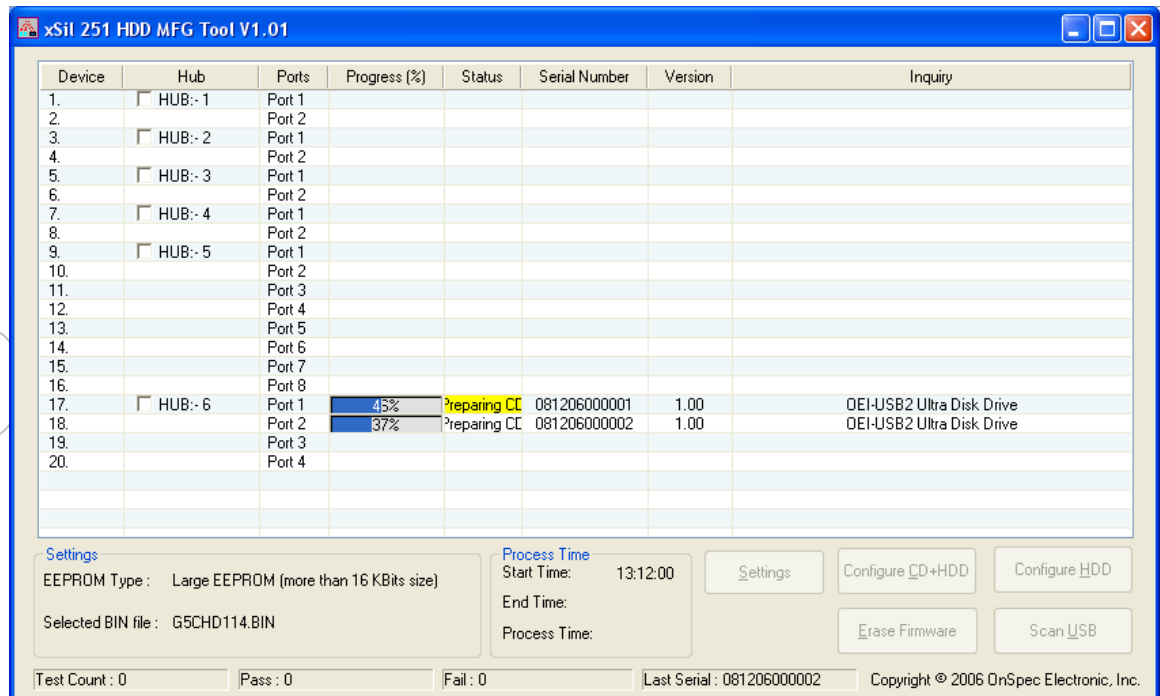 xSil 251 HDD MFG Tool V1.01
Device Hub Ports Progress (%) Status Serial Number Version Inquiry
1. HUB:- 1 Port 1
2. Port 2
3. HUB:- 2 Port 1
4. Port 2
5. HUB:- 3 Port 1
6. Port 2
7. HUB:- 4 Port 1
8. Port 2
9. HUB:- 5 Port 1
10. Port 2
11. Port 3
12. Port 4
13. Port 5
14. Port 6
15. Port 7
16. Port 8
17. HUB:- 6 Port 1 46% Preparing CD 081206000001 1.00 OEI-USB2 Ultra Disk Drive
18. Port 2 37% Preparing CD 081206000002 1.00 OEI-USB2 Ultra Disk Drive
19. Port 3
20. Port 4
Settings
EEPROM Type : Large EEPROM (more than 16 KBits size)
Selected BIN file : G5CHD114.BIN
Process Time
Start Time: 13:12:00
End Time:
Process Time:
Settings
Configure CD+HDD
Configure HDD
Erase Firmware
Scan USB
Test Count : 0 Pass : 0 Fail : 0 Last Serial : 081206000002 Copyright © 2006 OnSpec Electronic, Inc.